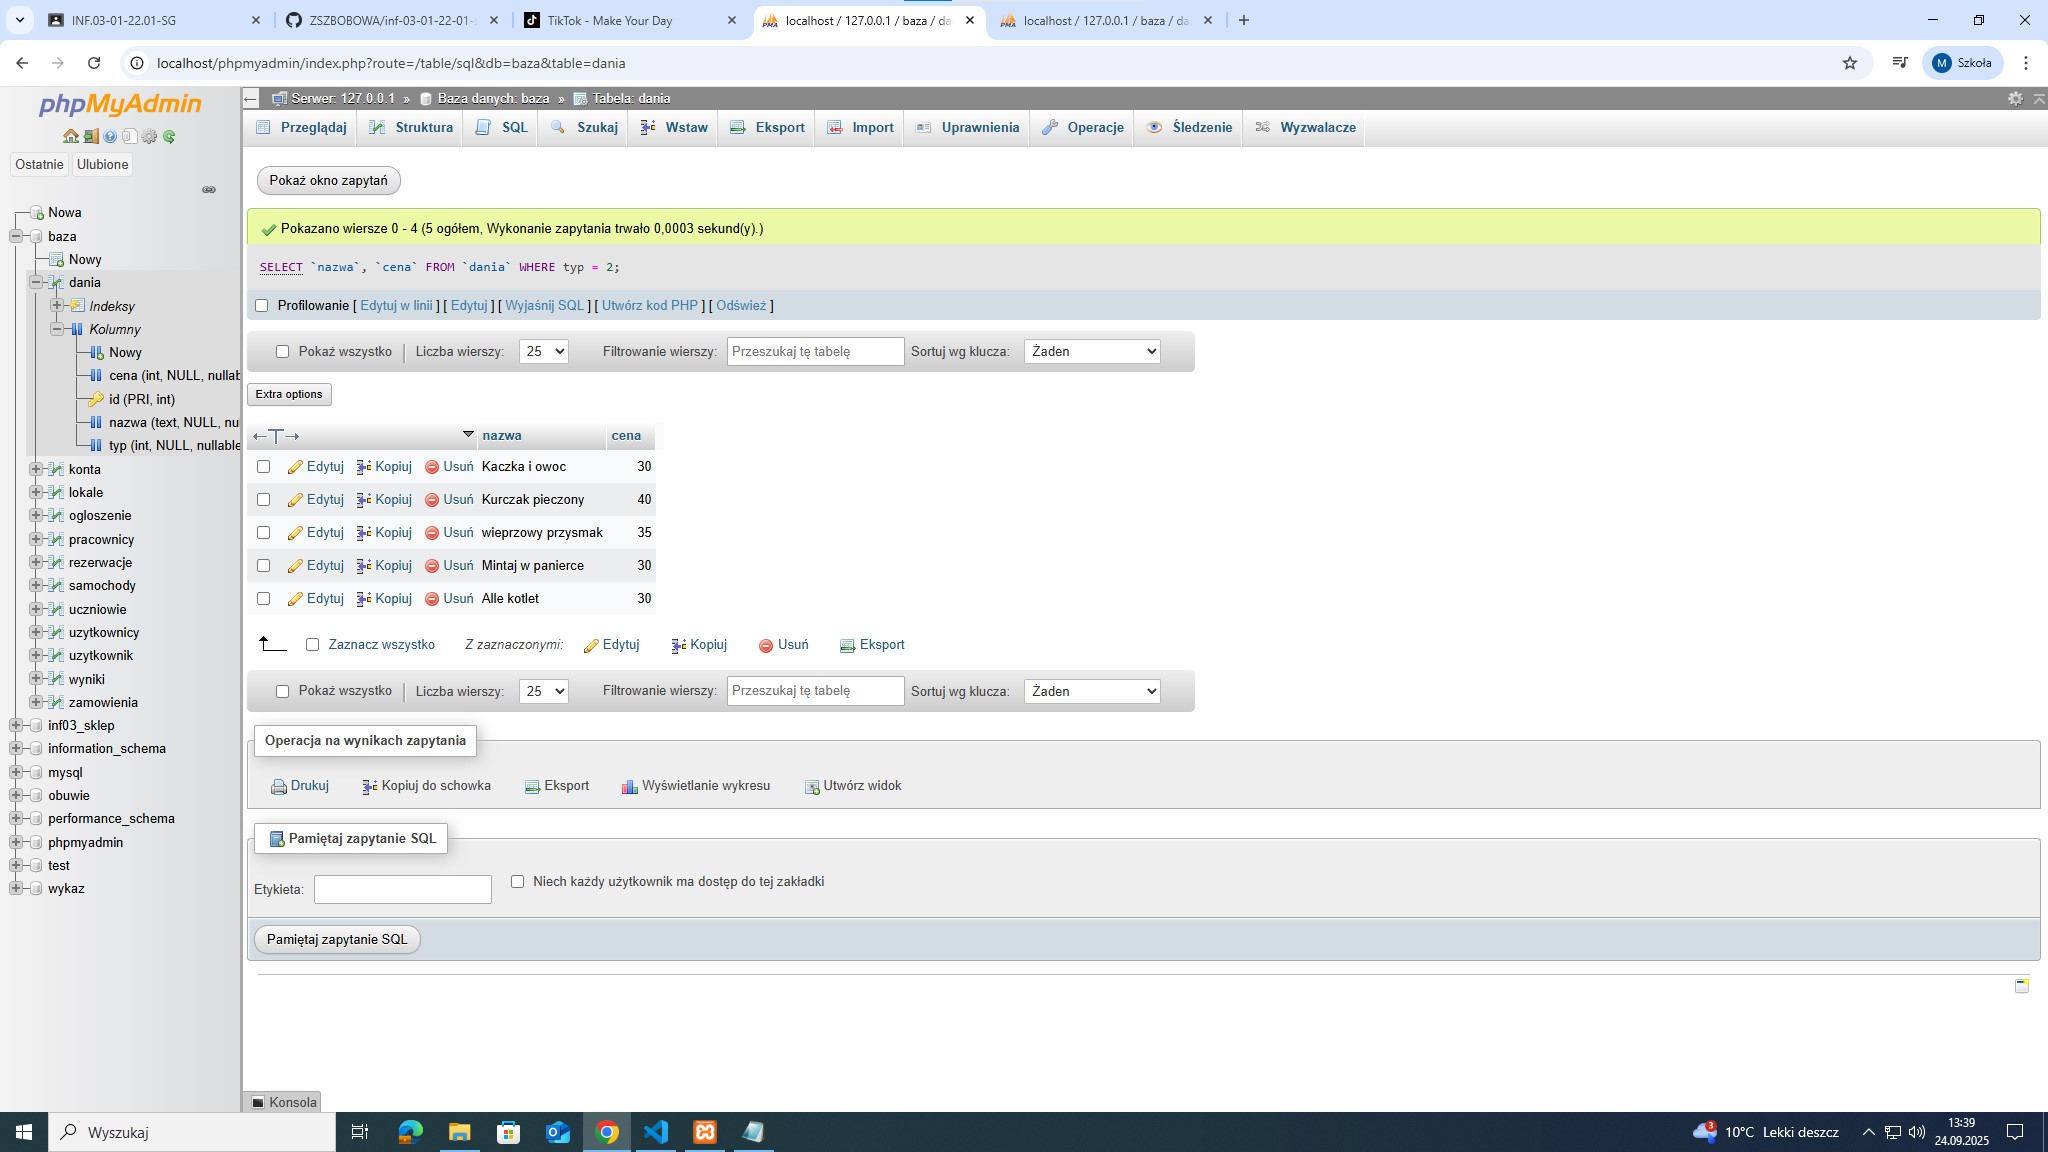 INF.03-01-22.01-SG
ZSZBOBOWA/inf-03-01-22-01-s
TikTok - Make Your Day
localhost / 127.0.0.1 / baza / da
localhost / 127.0.0.1 / baza / da
localhost/phpmyadmin/index.php?route=/table/sql&db=baza&table=dania
M Szkoła
phpMyAdmin
Ostatnie
Ulubione
Nowa
baza
Nowy
dania
Indeksy
Kolumny
Nowy
cena (int, NULL, nullab
id (PRI, int)
nazwa (text, NULL, nu
typ (int, NULL, nullable
konta
lokale
ogloszenie
pracownicy
rezerwacje
samochody
uczniowie
uzytkownicy
uzytkownik
wyniki
zamowienia
inf03_sklep
information_schema
mysql
obuwie
performance_schema
phpmyadmin
test
wykaz
Serwer: 127.0.0.1 » Baza danych: baza » Tabela: dania
Przeglądaj Struktura SQL Szukaj Wstaw Eksport Import Uprawnienia Operacje Śledzenie Wyzwalacze
Pokaż okno zapytań
Pokazano wiersze 0 - 4 (5 ogółem, Wykonanie zapytania trwało 0,0003 sekund(y).)
SELECT `nazwa`, `cena` FROM `dania` WHERE typ = 2;
Profilowanie [ Edytuj w linii ] [ Edytuj ] [ Wyjaśnij SQL ] [ Utwórz kod PHP ] [ Odśwież ]
Pokaż wszystko Liczba wierszy: 25 Filtrowanie wierszy: Przeszukaj tę tabelę Sortuj wg klucza: Żaden
Extra options
nazwa cena
Edytuj Kopiuj Usuń Kaczka i owoc 30
Edytuj Kopiuj Usuń Kurczak pieczony 40
Edytuj Kopiuj Usuń wieprzowy przysmak 35
Edytuj Kopiuj Usuń Mintaj w panierce 30
Edytuj Kopiuj Usuń Alle kotlet 30
Zaznacz wszystko Z zaznaczonymi: Edytuj Kopiuj Usuń Eksport
Pokaż wszystko Liczba wierszy: 25 Filtrowanie wierszy: Przeszukaj tę tabelę Sortuj wg klucza: Żaden
Operacja na wynikach zapytania
Drukuj Kopiuj do schowka Eksport Wyświetlanie wykresu Utwórz widok
Pamiętaj zapytanie SQL
Etykieta: Niech każdy użytkownik ma dostęp do tej zakładki
Pamiętaj zapytanie SQL
Konsola
Wyszukaj
3
10°C Lekki deszcz
13:39
24.09.2025